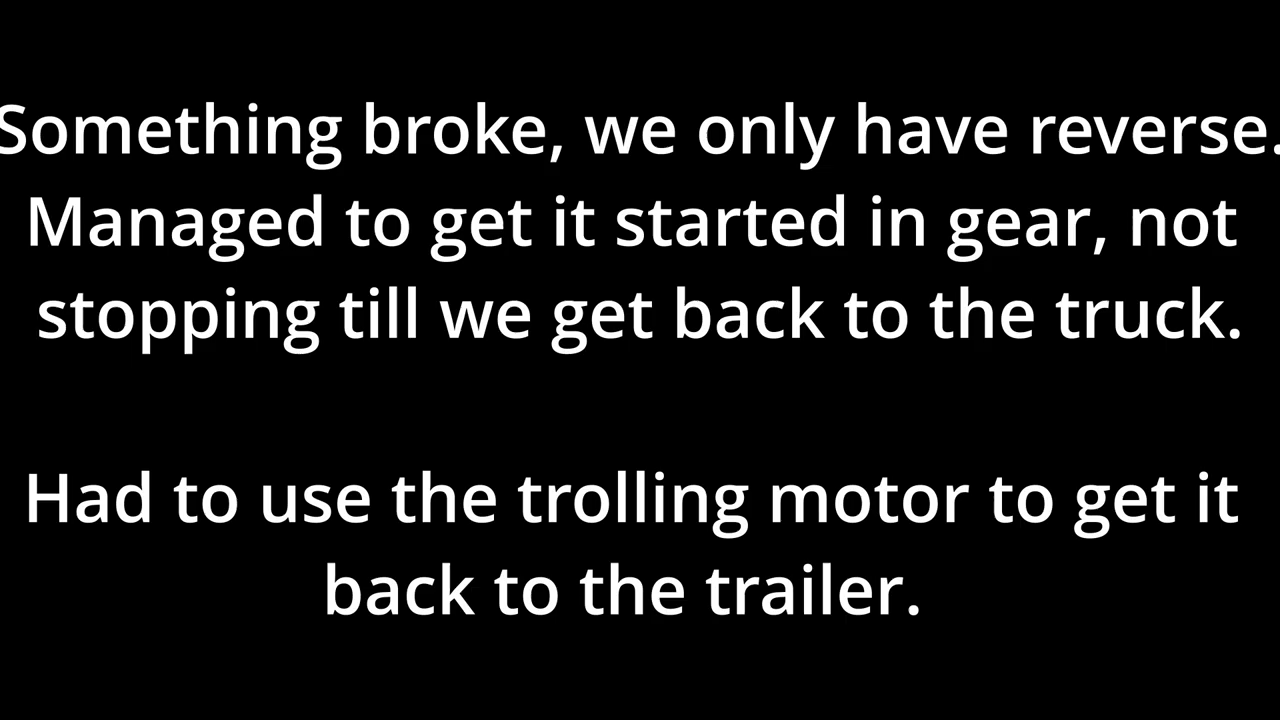 Something broke, we only have reverse.
Managed to get it started in gear, not
stopping till we get back to the truck.
Had to use the trolling motor to get it
back to the trailer.